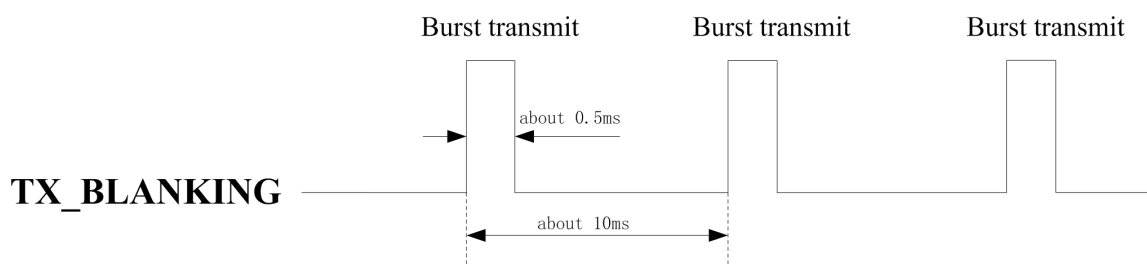 Burst transmit Burst transmit Burst transmit
about 0.5ms
TX_BLANKING
about 10ms